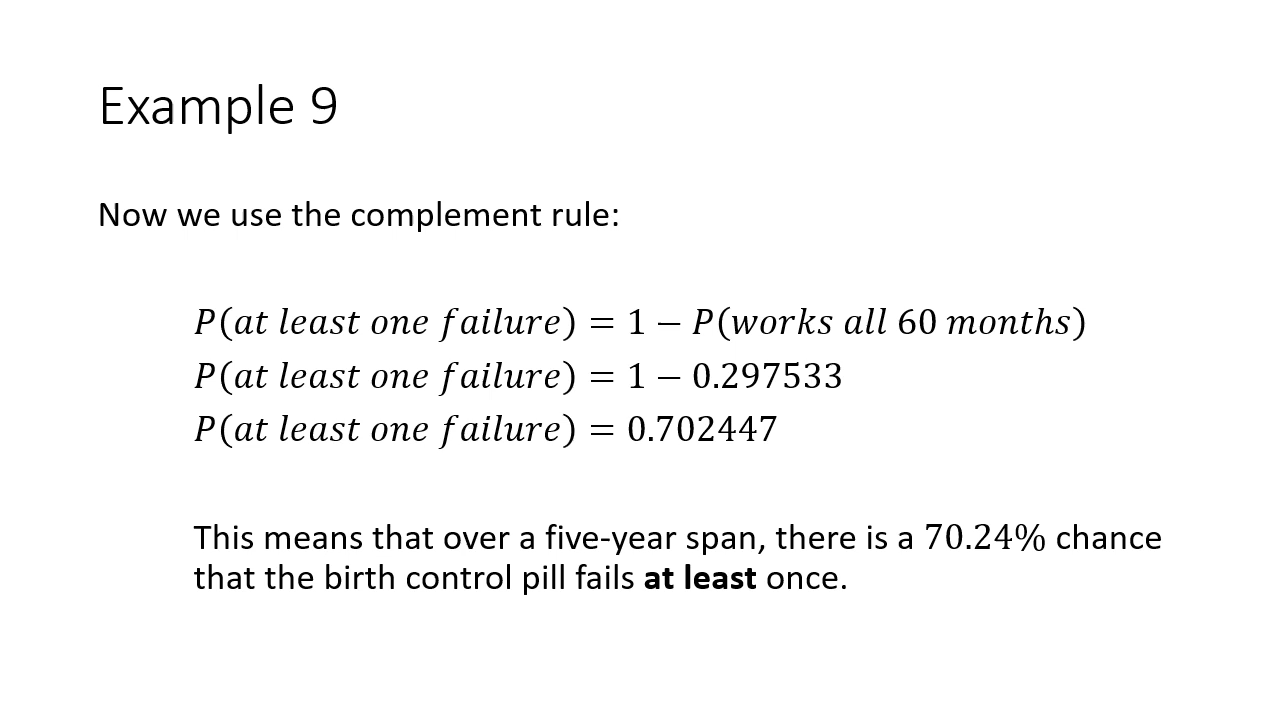 Example 9
Now we use the complement rule:
P(at least one failure) = 1 − P(works all 60 months)
P(at least one failure) = 1 − 0.297533
P(at least one failure) = 0.702447
This means that over a five-year span, there is a 70.24% chance
that the birth control pill fails at least once.